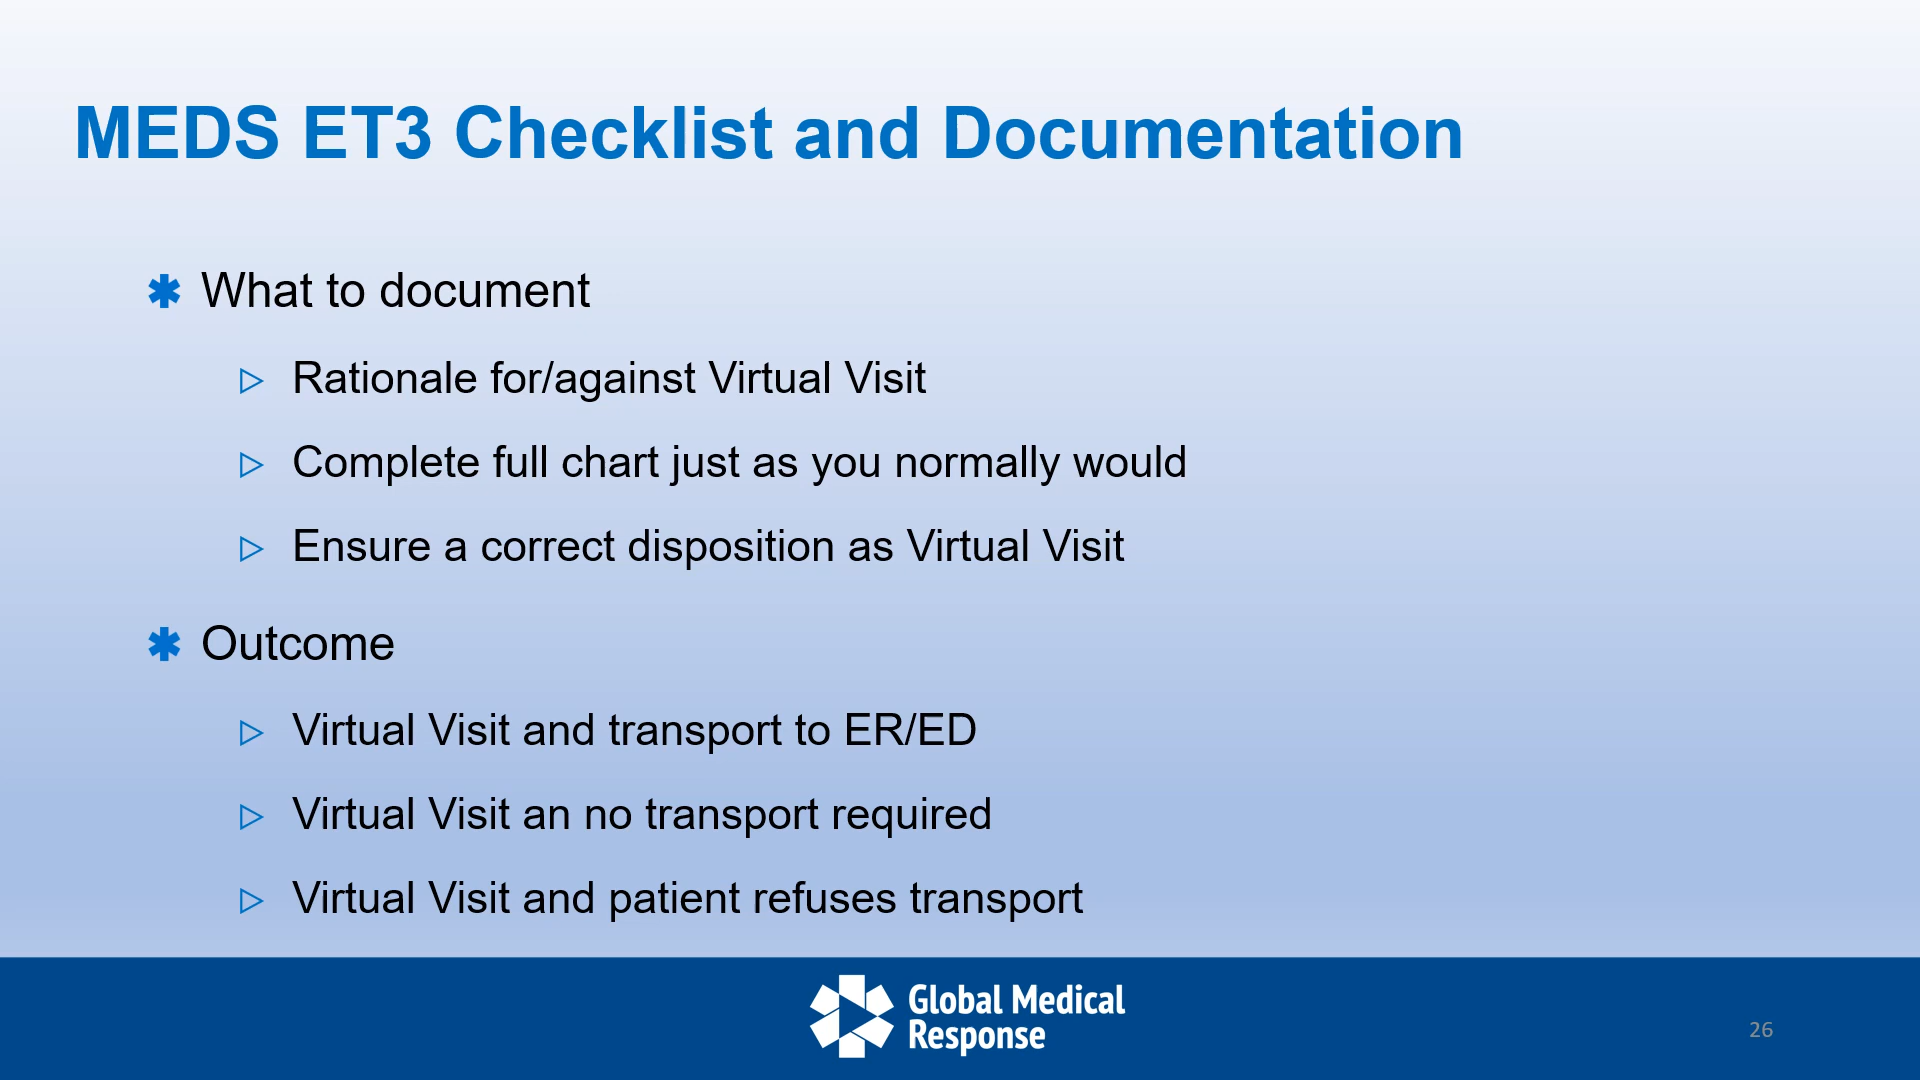 MEDS ET3 Checklist and Documentation
What to document
Rationale for/against Virtual Visit
Complete full chart just as you normally would
Ensure a correct disposition as Virtual Visit
Outcome
Virtual Visit and transport to ER/ED
Virtual Visit an no transport required
Virtual Visit and patient refuses transport
Global Medical
Response
26